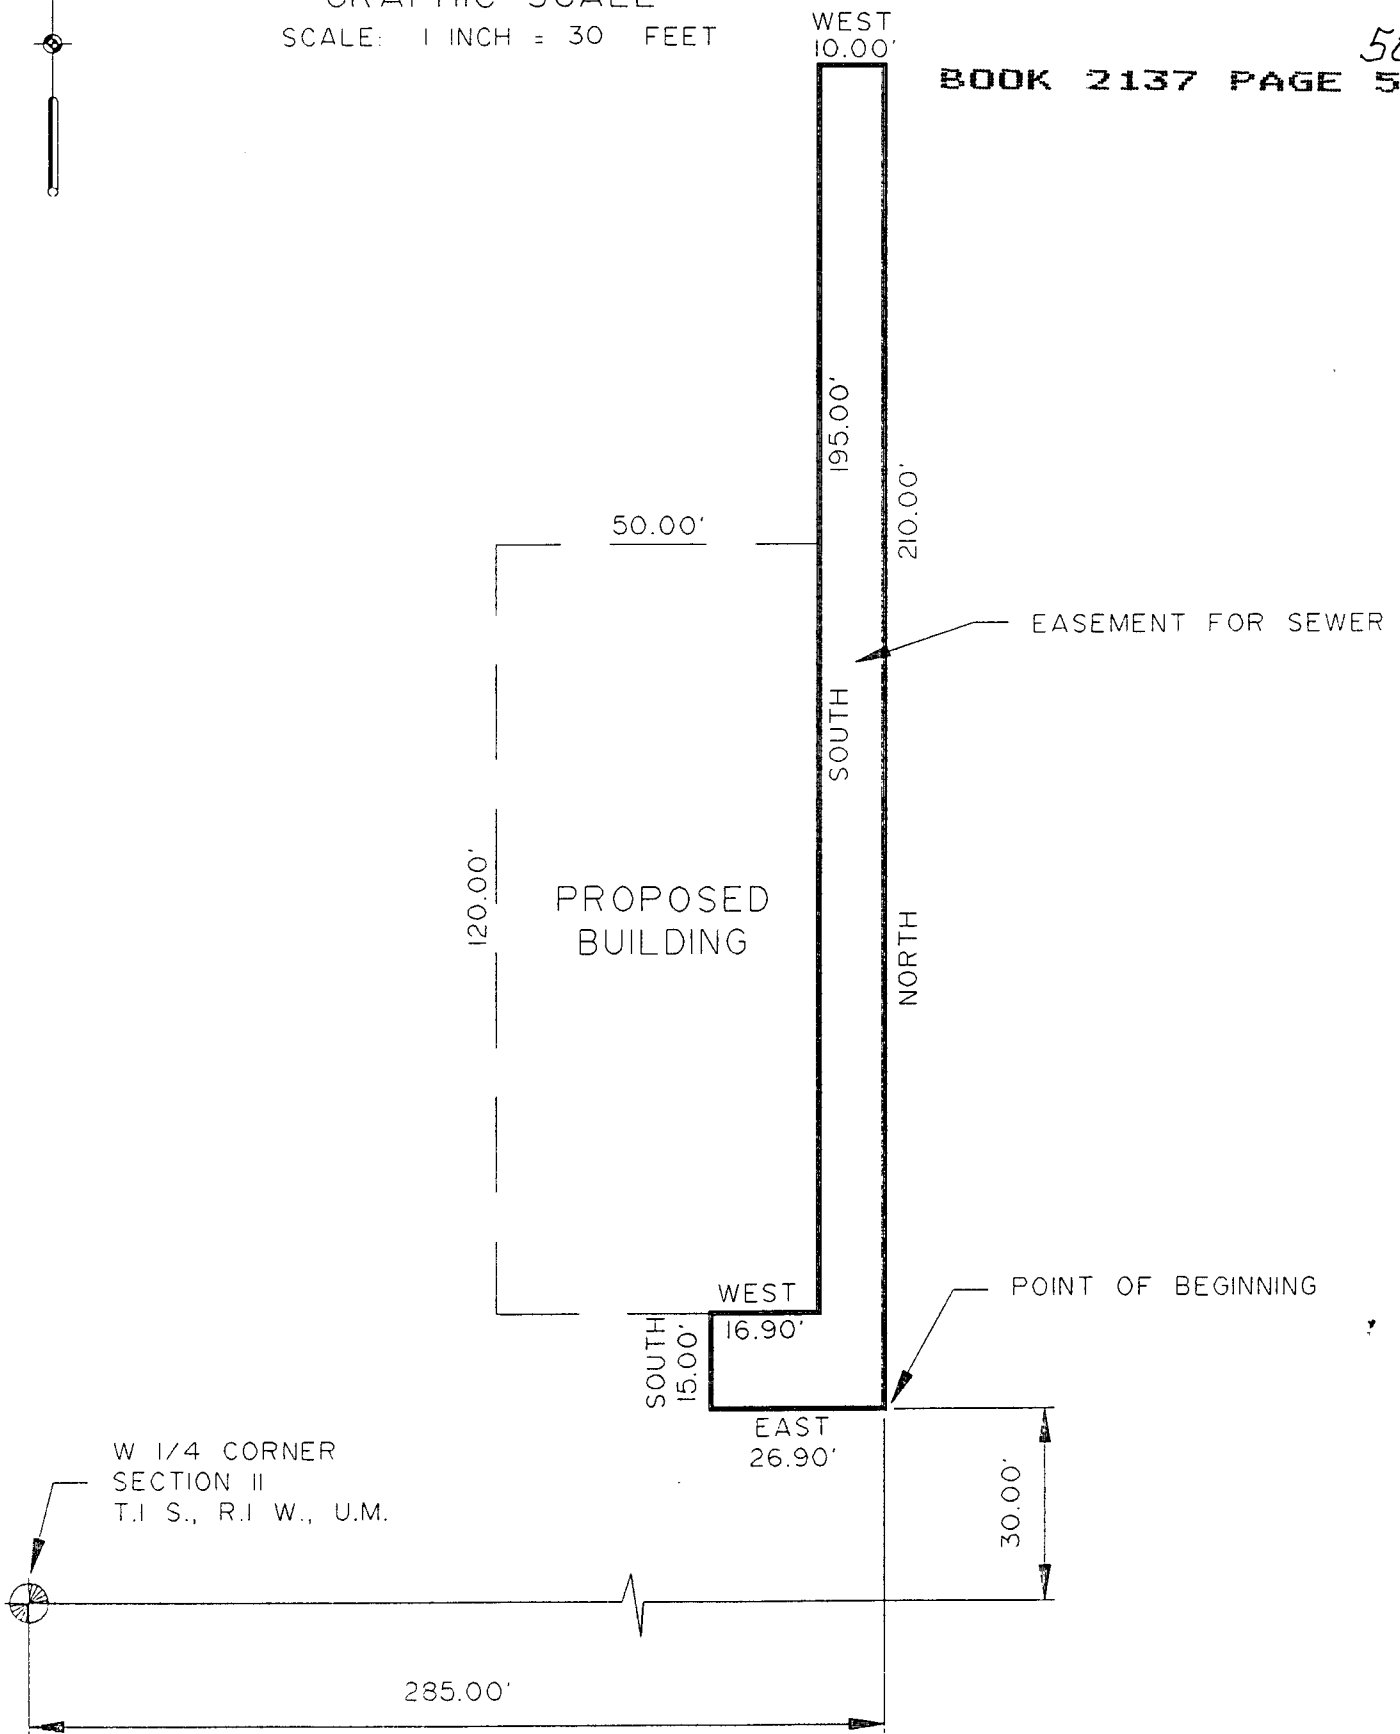 SCALE: 1 INCH = 30 FEET
WEST
10.00'
BOOK 2137 PAGE
195.00'
210.00'
50.00'
EASEMENT FOR SEWER
SOUTH
120.00'
PROPOSED
BUILDING
NORTH
WEST
16.90'
POINT OF BEGINNING
SOUTH
15.00'
EAST
26.90'
W 1/4 CORNER
SECTION 11
T.1 S., R.1 W., U.M.
30.00'
285.00'